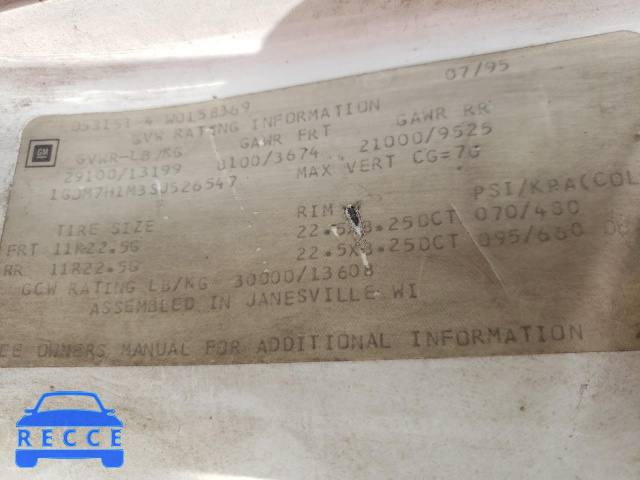 07/95
053151 4 W0158369
GVW RATING INFORMATION
GM
GVWR-LB/KG GAWR FRT GAWR RR
29100/13199 8100/3674 21000/9525
1GDM7H1M3SJ526547 MAX VERT CG=76
TIRE SIZE RIM PSI/KPA(COL
FRT 11R22.5G 22.5X8.25DCT 070/480
RR 11R22.5G 22.5X8.25DCT 095/660
GCW RATING LB/KG 30000/13608
ASSEMBLED IN JANESVILLE WI
EE OWNERS MANUAL FOR ADDITIONAL INFORMATION
RECCE